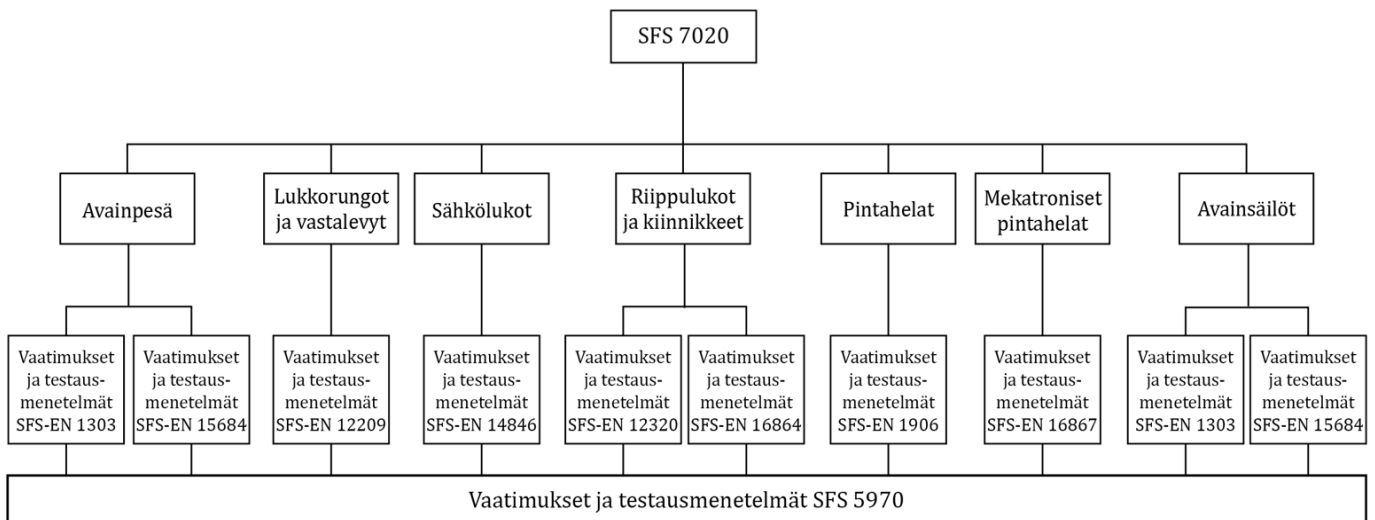 SFS 7020
Avainpesä
Lukkorungot
ja vastalevyt
Sähkölukot
Riippulukot
ja kiinnikkeet
Pintahelat
Mekatroniset
pintahelat
Avainsäilöt
Vaatimukset
ja testaus-
menetelmät
SFS-EN 1303
Vaatimukset
ja testaus-
menetelmät
SFS-EN 15684
Vaatimukset
ja testaus-
menetelmät
SFS-EN 12209
Vaatimukset
ja testaus-
menetelmät
SFS-EN 14846
Vaatimukset
ja testaus-
menetelmät
SFS-EN 12320
Vaatimukset
ja testaus-
menetelmät
SFS-EN 16864
Vaatimukset
ja testaus-
menetelmät
SFS-EN 1906
Vaatimukset
ja testaus-
menetelmät
SFS-EN 16867
Vaatimukset
ja testaus-
menetelmät
SFS-EN 1303
Vaatimukset
ja testaus-
menetelmät
SFS-EN 15684
Vaatimukset ja testausmenetelmät SFS 5970